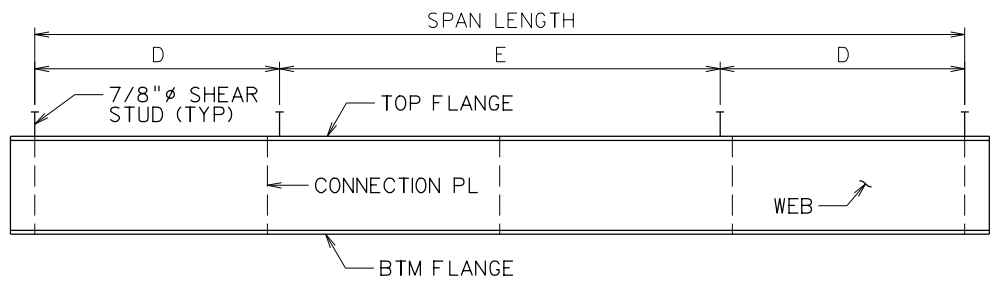 SPAN LENGTH
D E D
7/8"ø SHEAR
STUD (TYP)
TOP FLANGE
CONNECTION PL
WEB
BTM FLANGE